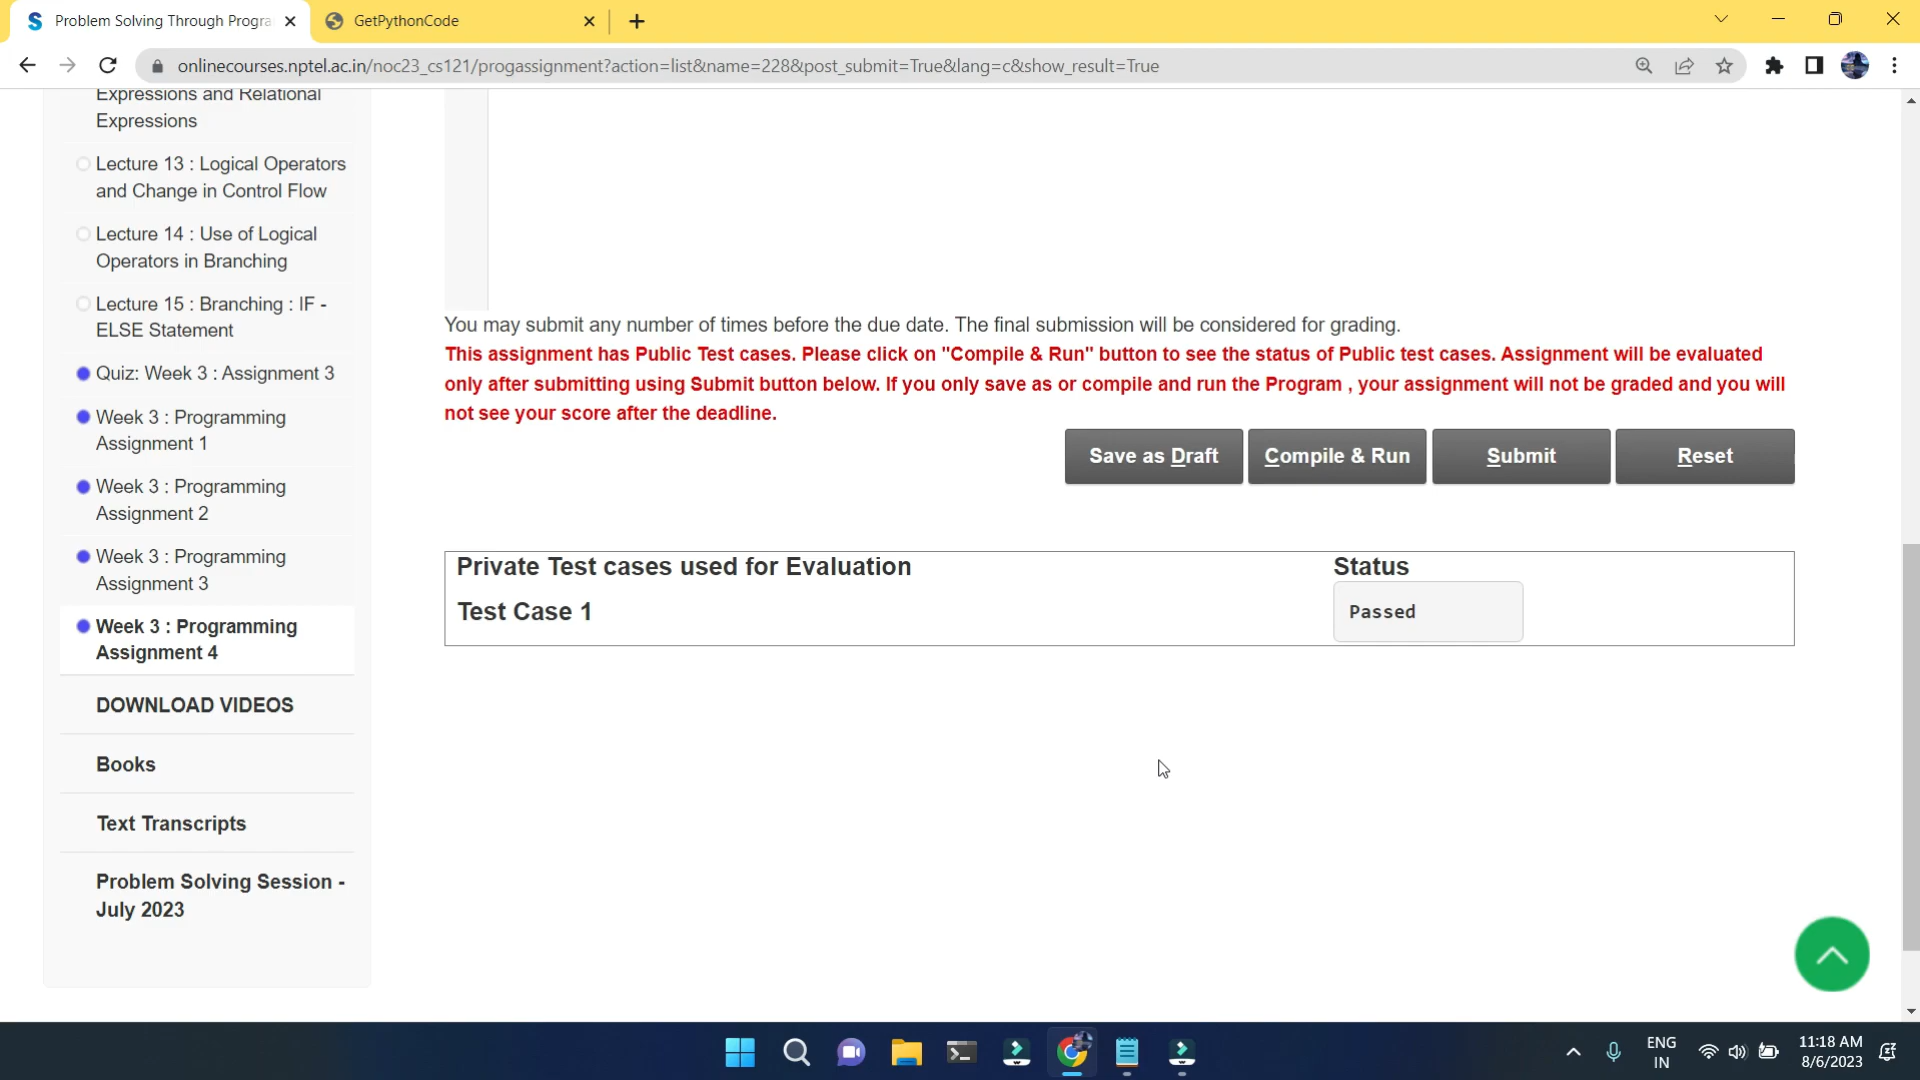 Problem Solving Through Progra
GetPythonCode
onlinecourses.nptel.ac.in/noc23_cs121/progassignment?action=list&name=228&post_submit=True&lang=c&show_result=True
Expressions and Relational
Expressions
Lecture 13 : Logical Operators
and Change in Control Flow
Lecture 14 : Use of Logical
Operators in Branching
Lecture 15 : Branching : IF -
ELSE Statement
Quiz: Week 3 : Assignment 3
Week 3 : Programming
Assignment 1
Week 3 : Programming
Assignment 2
Week 3 : Programming
Assignment 3
Week 3 : Programming
Assignment 4
DOWNLOAD VIDEOS
Books
Text Transcripts
Problem Solving Session -
July 2023
You may submit any number of times before the due date. The final submission will be considered for grading.
This assignment has Public Test cases. Please click on "Compile & Run" button to see the status of Public test cases. Assignment will be evaluated
only after submitting using Submit button below. If you only save as or compile and run the Program , your assignment will not be graded and you will
not see your score after the deadline.
Save as Draft Compile & Run Submit Reset
Private Test cases used for Evaluation Status
Test Case 1 Passed
ENG
IN
11:18 AM
8/6/2023